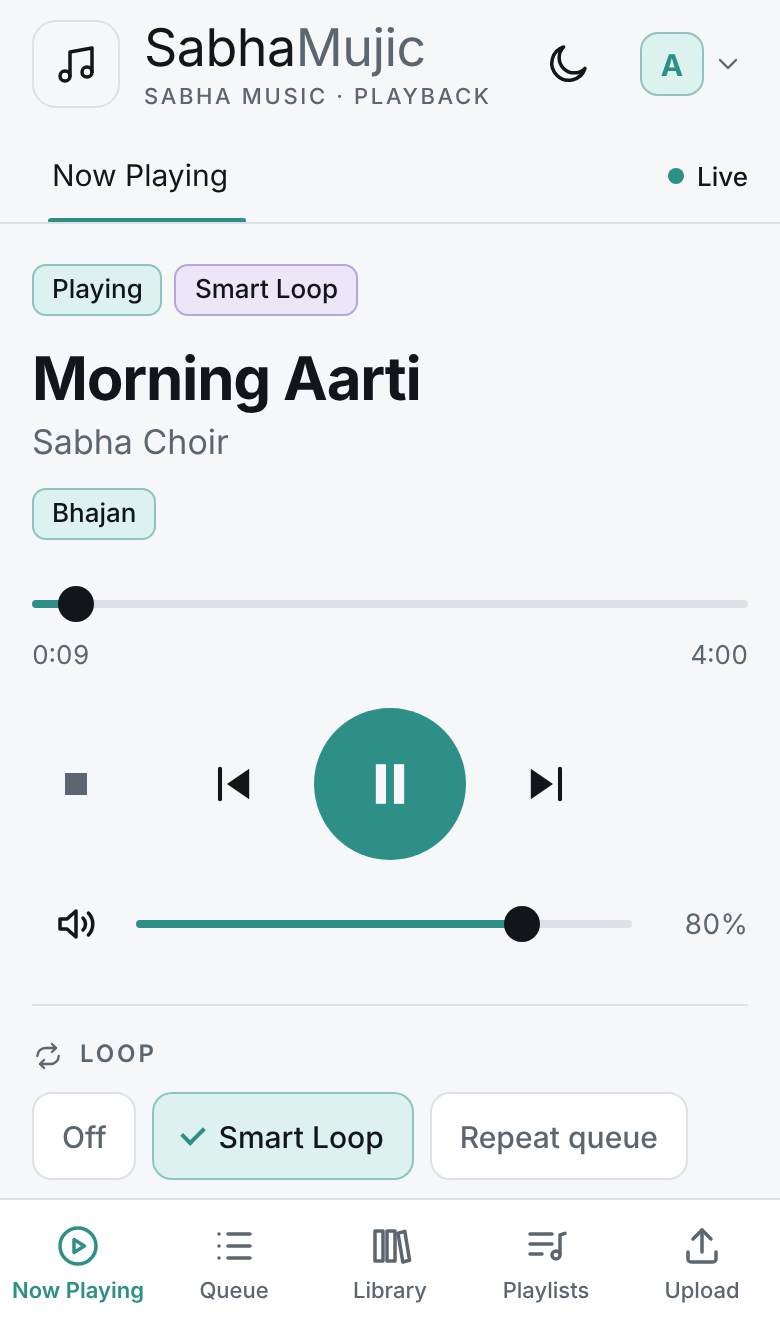 SabhaMujic
SABHA MUSIC · PLAYBACK
A
Now Playing
Live
Playing
Smart Loop
Morning Aarti
Sabha Choir
Bhajan
0:09
4:00
80%
LOOP
Off
Smart Loop
Repeat queue
Now Playing
Queue
Library
Playlists
Upload